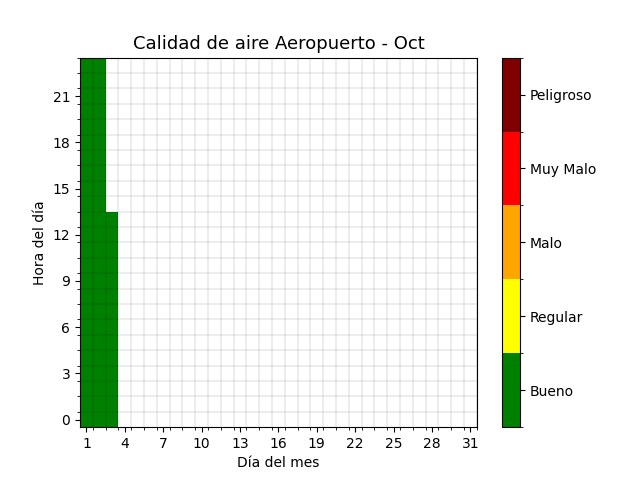 Calidad de aire Aeropuerto - Oct
Hora del día
21
18
15
12
9
6
3
0
1 4 7 10 13 16 19 22 25 28 31
Día del mes
Peligroso
Muy Malo
Malo
Regular
Bueno